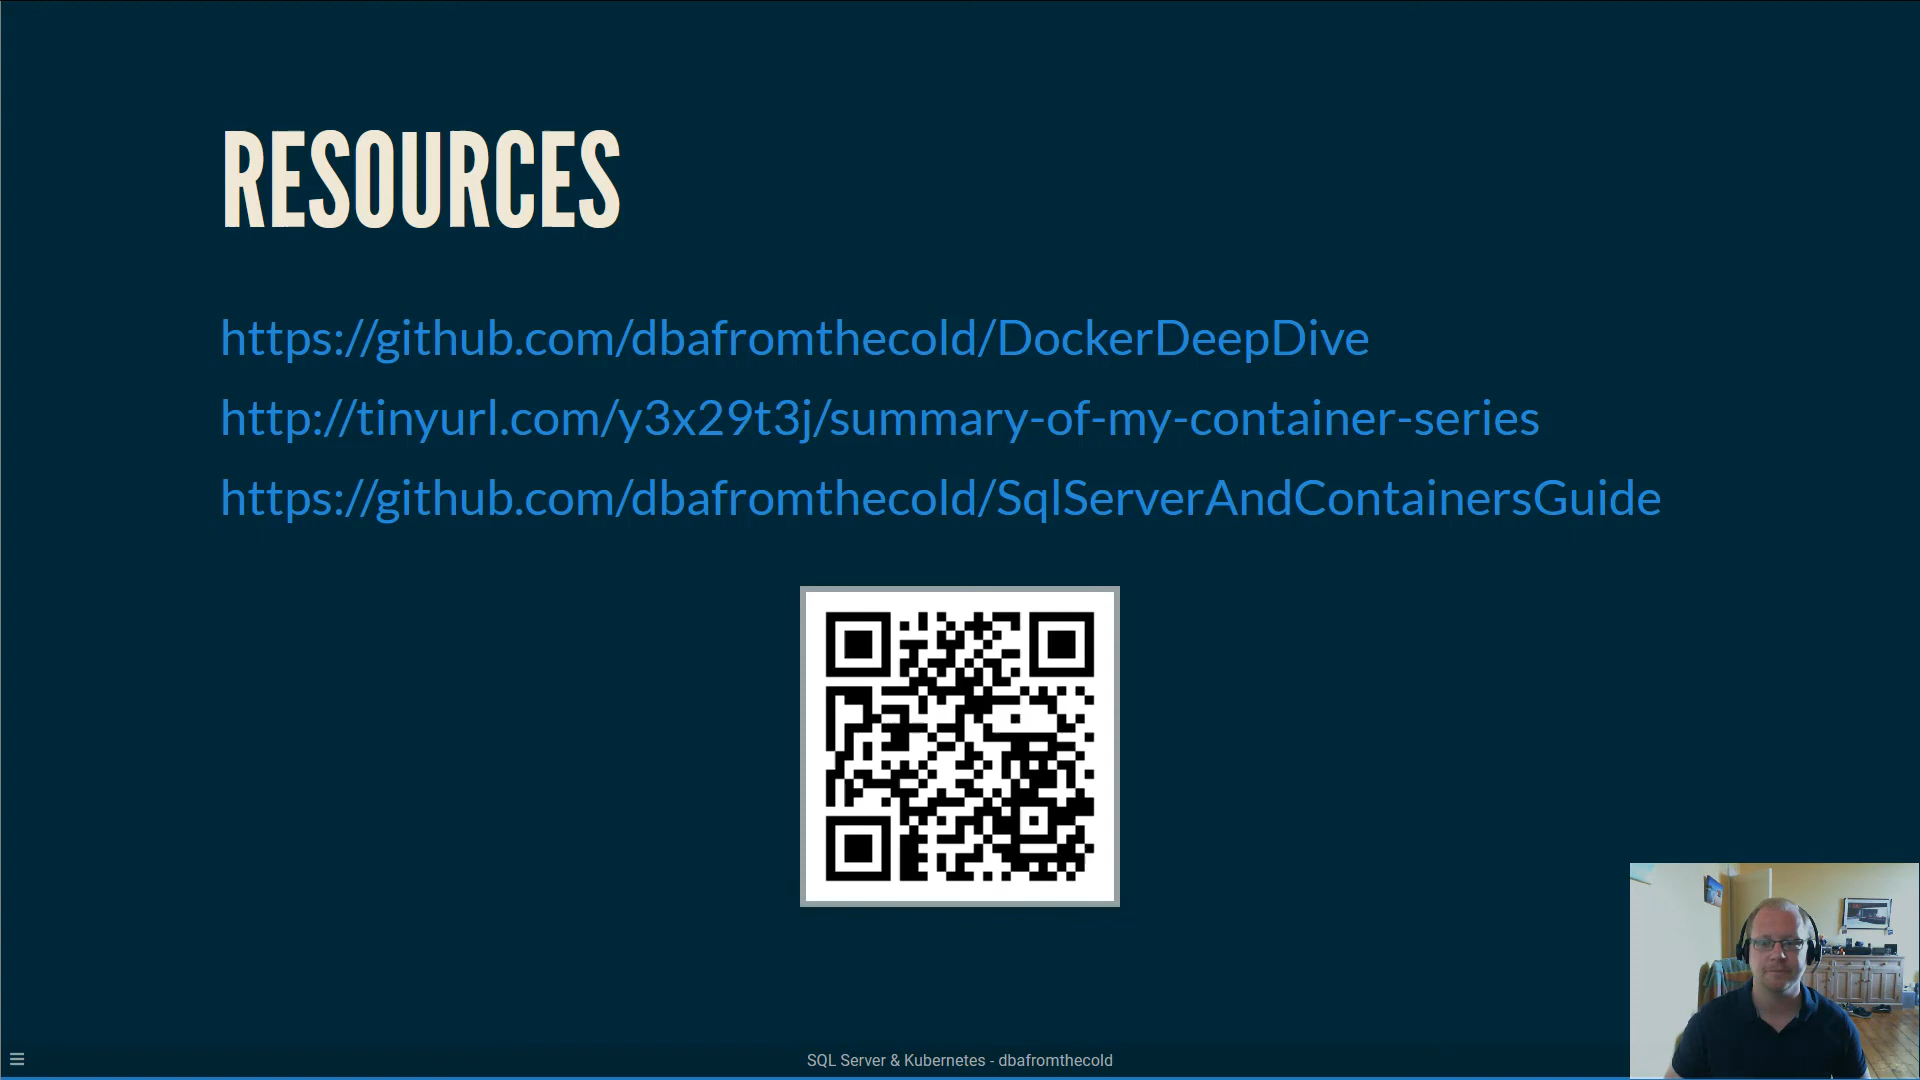 RESOURCES
https://github.com/dbafromthecold/DockerDeepDive
http://tinyurl.com/y3x29t3j/summary-of-my-container-series
https://github.com/dbafromthecold/SqlServerAndContainersGuide
SQL Server & Kubernetes - dbafromthecold